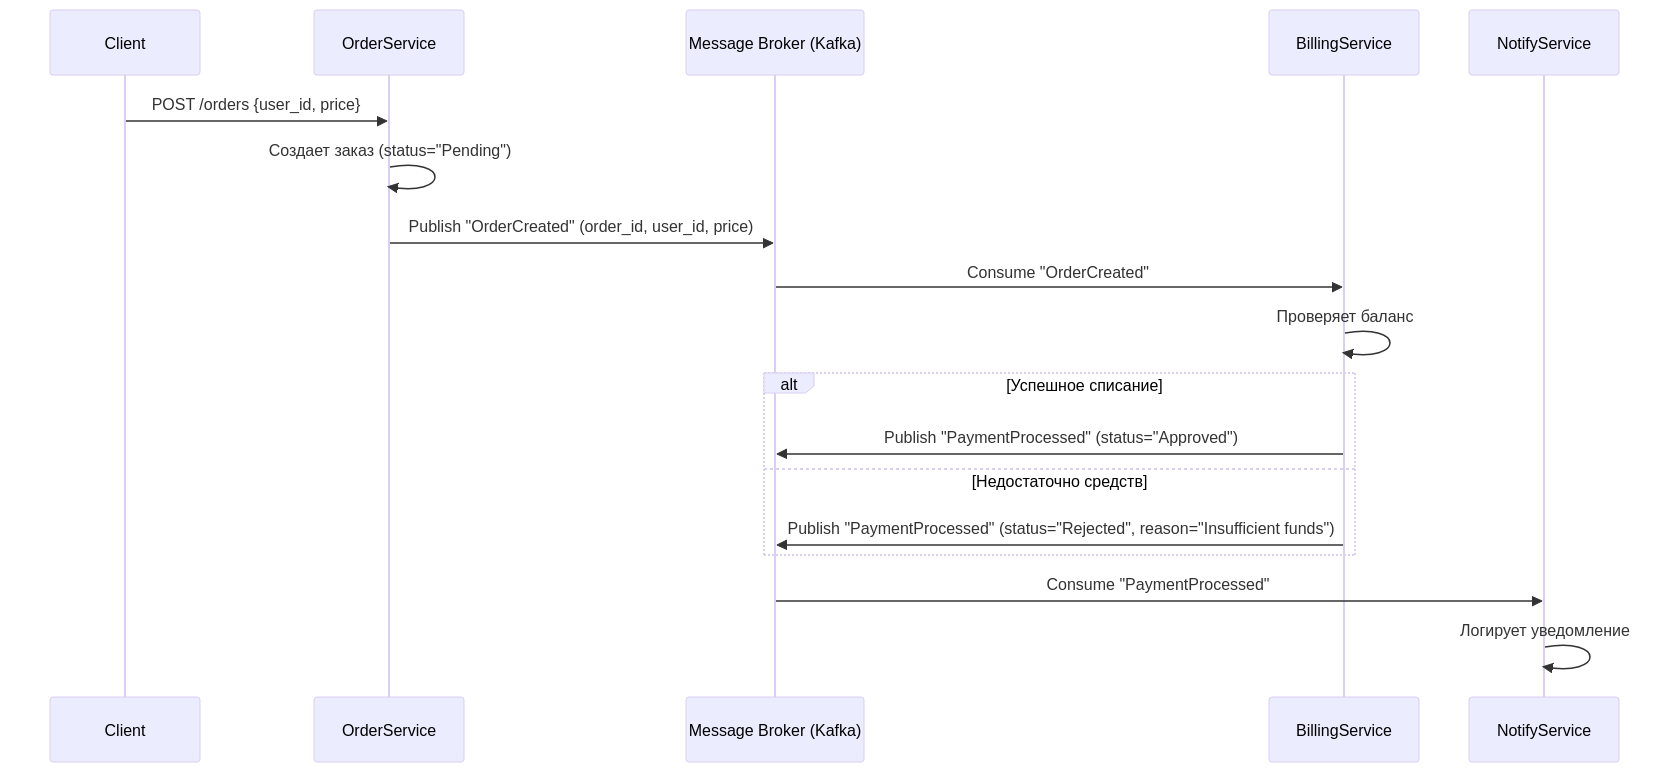 Client
OrderService
Message Broker (Kafka)
BillingService
NotifyService
POST /orders {user_id, price}
Создает заказ (status="Pending")
Publish "OrderCreated" (order_id, user_id, price)
Consume "OrderCreated"
Проверяет баланс
alt
[Успешное списание]
Publish "PaymentProcessed" (status="Approved")
[Недостаточно средств]
Publish "PaymentProcessed" (status="Rejected", reason="Insufficient funds")
Consume "PaymentProcessed"
Логирует уведомление
Client
OrderService
Message Broker (Kafka)
BillingService
NotifyService